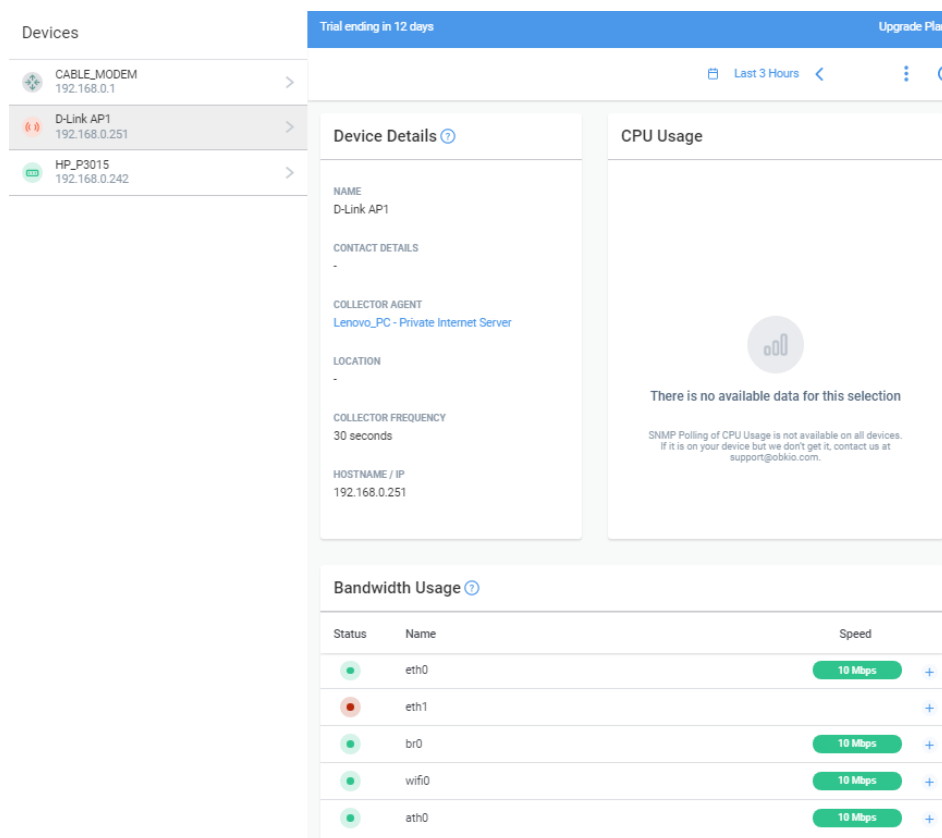 Devices
CABLE_MODEM
192.168.0.1
D-Link AP1
192.168.0.251
HP_P3015
192.168.0.242
Trial ending in 12 days
Upgrade Plan
Last 3 Hours
Device Details
NAME
D-Link AP1
CONTACT DETAILS
-
COLLECTOR AGENT
Lenovo_PC - Private Internet Server
LOCATION
-
COLLECTOR FREQUENCY
30 seconds
HOSTNAME / IP
192.168.0.251
CPU Usage
There is no available data for this selection
SNMP Polling of CPU Usage is not available on all devices.
If it is on your device but we don't get it, contact us at
support@obkio.com.
Bandwidth Usage
Status Name Speed
eth0 10 Mbps +
eth1 +
br0 10 Mbps +
wifi0 10 Mbps +
ath0 10 Mbps +